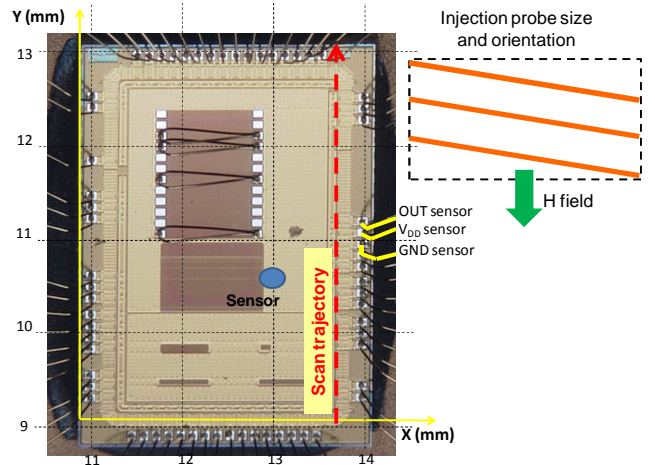 Y (mm)
Injection probe size
and orientation
13
12
11
10
9
H field
OUT sensor
VDD sensor
GND sensor
Sensor
Scan trajectory
X (mm)
11
12
13
14